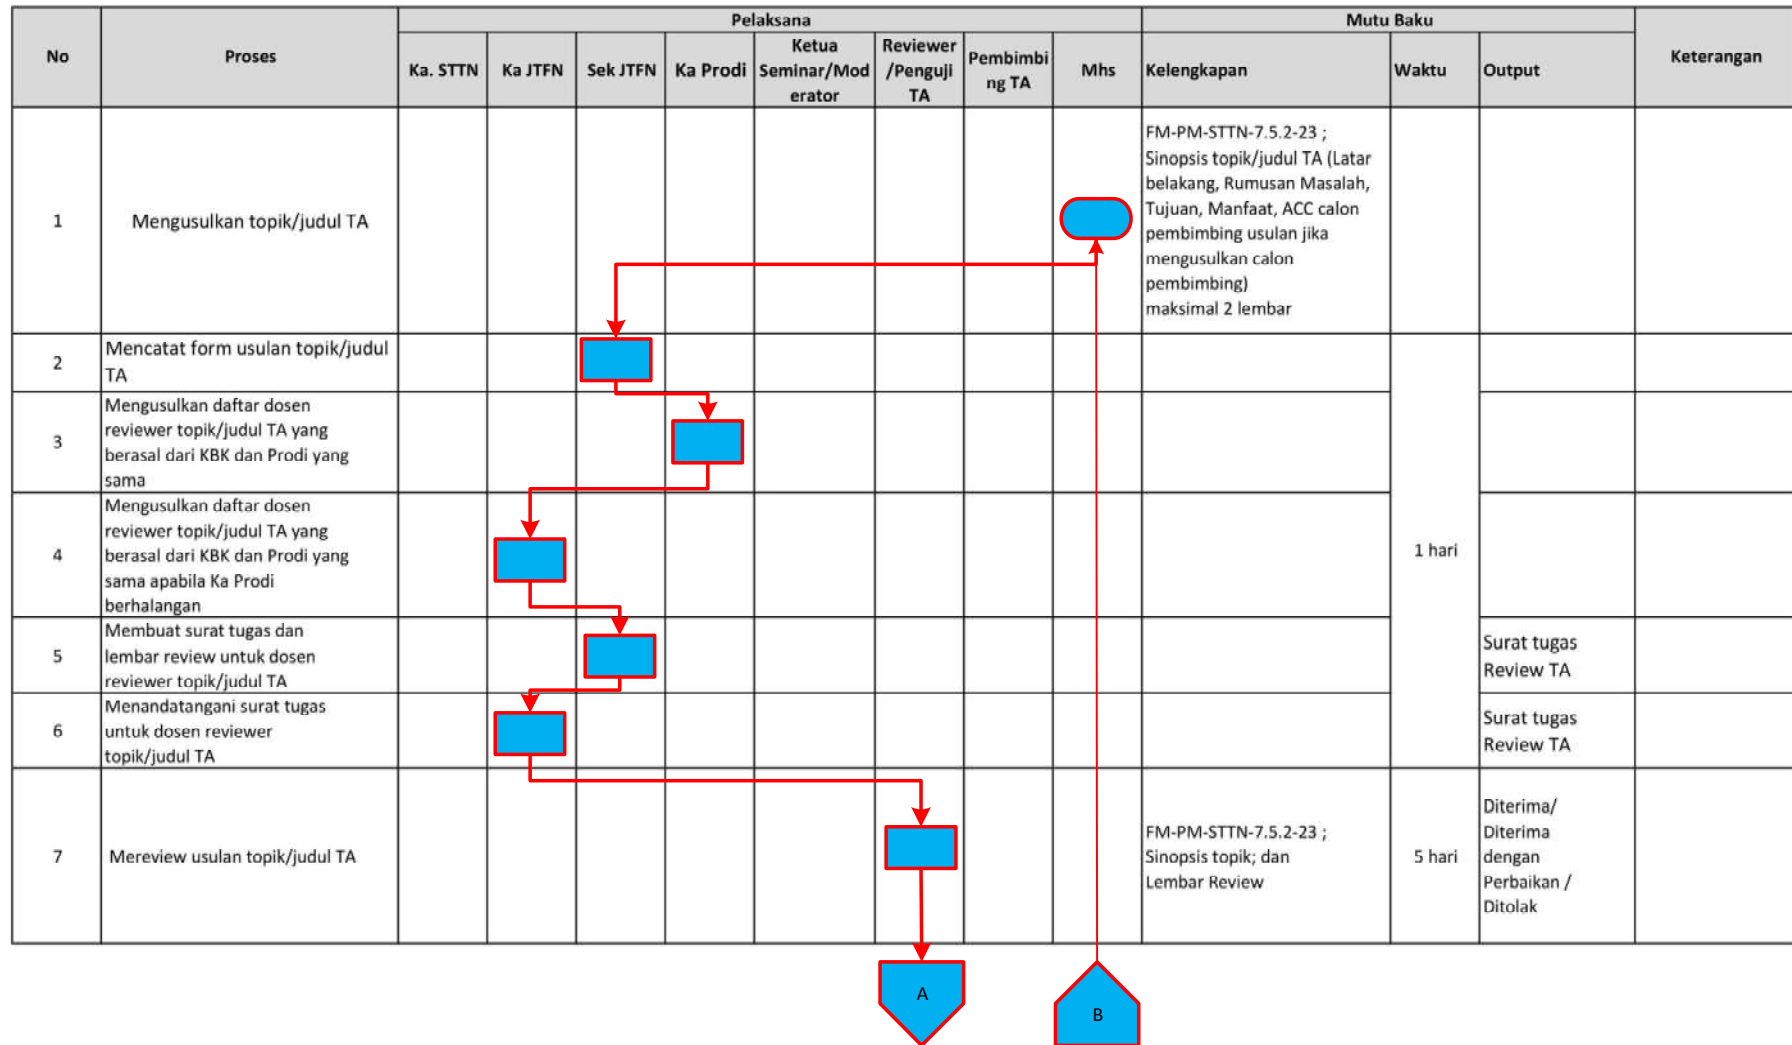 No
Proses
Pelaksana
Mutu Baku
Keterangan
Ka. STTN
Ka JTFN
Sek JTFN
Ka Prodi
Ketua
Seminar/Mod
erator
Reviewer
/Penguji
TA
Pembimbi
ng TA
Mhs
Kelengkapan
Waktu
Output
1
Mengusulkan topik/judul TA
FM-PM-STTN-7.5.2-23 ;
Sinopsis topik/judul TA (Latar
belakang, Rumusan Masalah,
Tujuan, Manfaat, ACC calon
pembimbing usulan jika
mengusulkan calon
pembimbing)
maksimal 2 lembar
2
Mencatat form usulan topik/judul
TA
3
Mengusulkan daftar dosen
reviewer topik/judul TA yang
berasal dari KBK dan Prodi yang
sama
4
Mengusulkan daftar dosen
reviewer topik/judul TA yang
berasal dari KBK dan Prodi yang
sama apabila Ka Prodi
berhalangan
1 hari
5
Membuat surat tugas dan
lembar review untuk dosen
reviewer topik/judul TA
Surat tugas
Review TA
6
Menandatangani surat tugas
untuk dosen reviewer
topik/judul TA
Surat tugas
Review TA
7
Mereview usulan topik/judul TA
FM-PM-STTN-7.5.2-23 ;
Sinopsis topik; dan
Lembar Review
5 hari
Diterima/
Diterima
dengan
Perbaikan /
Ditolak
A
B